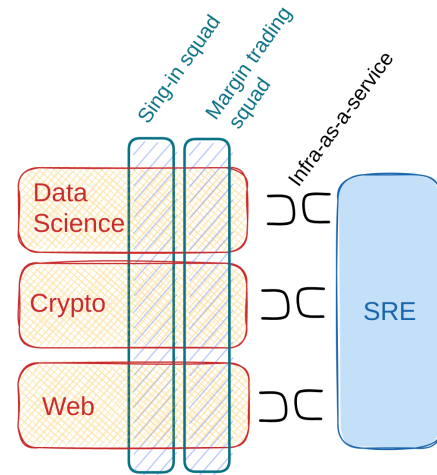 Sing-in squad
Margin trading
squad
Infra-as-a-service
Data
Science
Crypto
Web
SRE